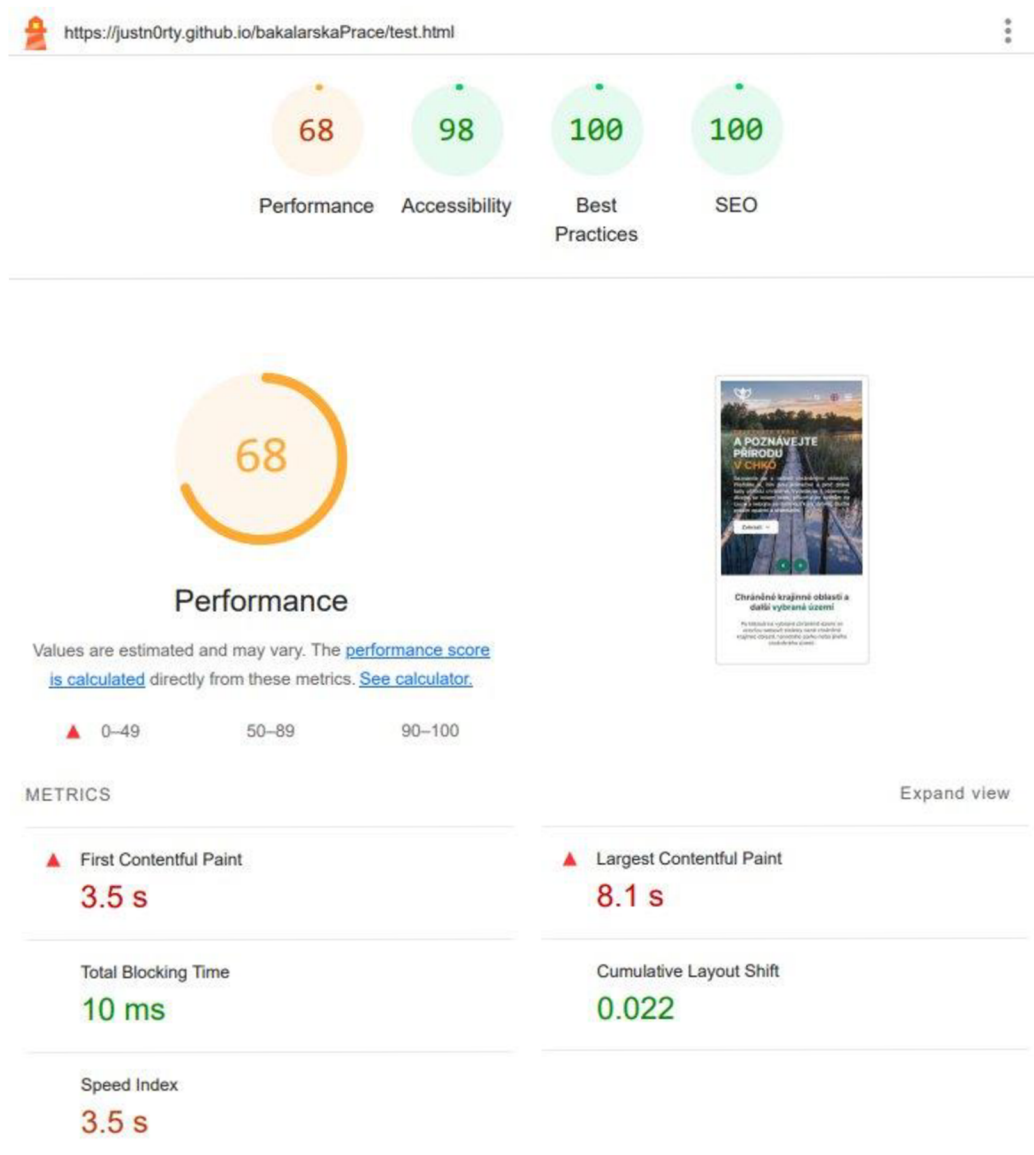 https://justn0rty.github.io/bakalarskaPrace/test.html
68
98
100
100
Performance
Accessibility
Best
Practices
SEO
68
Performance
Values are estimated and may vary. The performance score
is calculated directly from these metrics. See calculator.
0–49
50–89
90–100
A POZNÁVEJTE
PŘÍRODU
V CHKO
Zobrazit
Chráněné krajinné oblasti a
další vybrané území
METRICS
Expand view
First Contentful Paint
3.5 s
Largest Contentful Paint
8.1 s
Total Blocking Time
10 ms
Cumulative Layout Shift
0.022
Speed Index
3.5 s